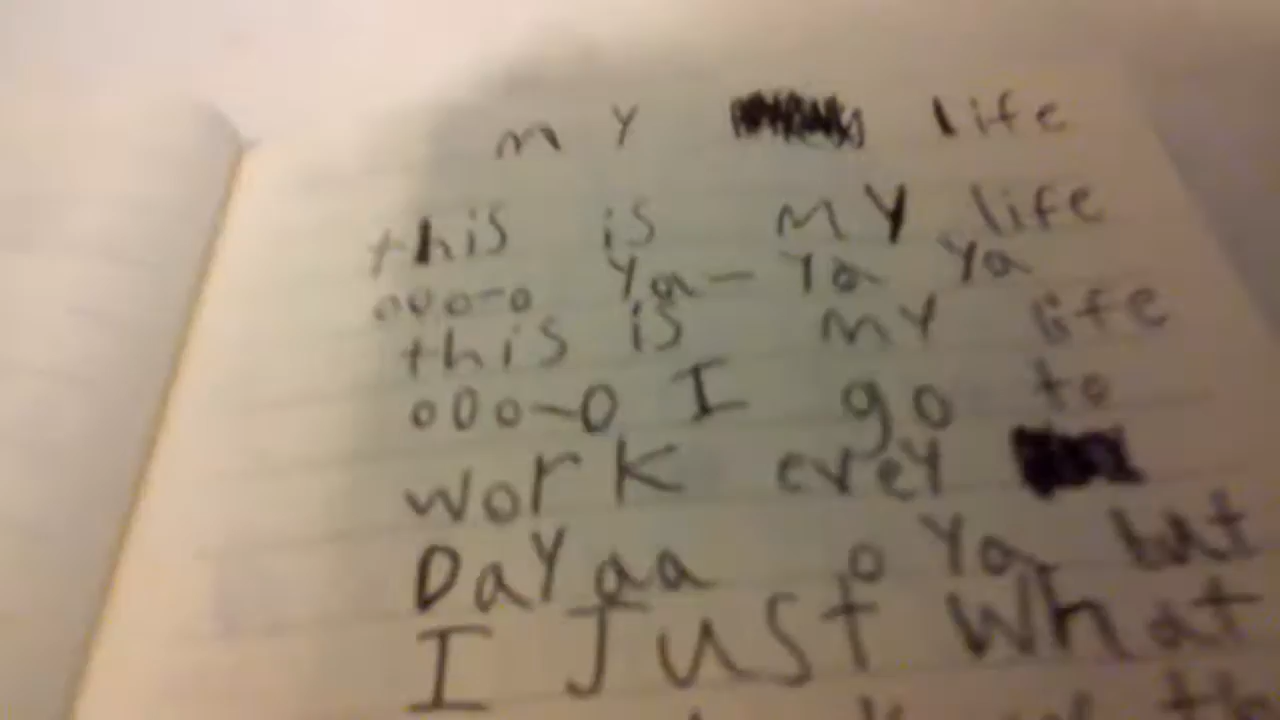 my life
this is my life
ooo-o Ya-Ya Ya
this is my life
ooo-o I go to
work evey
Dayaa o Ya but
I Just What